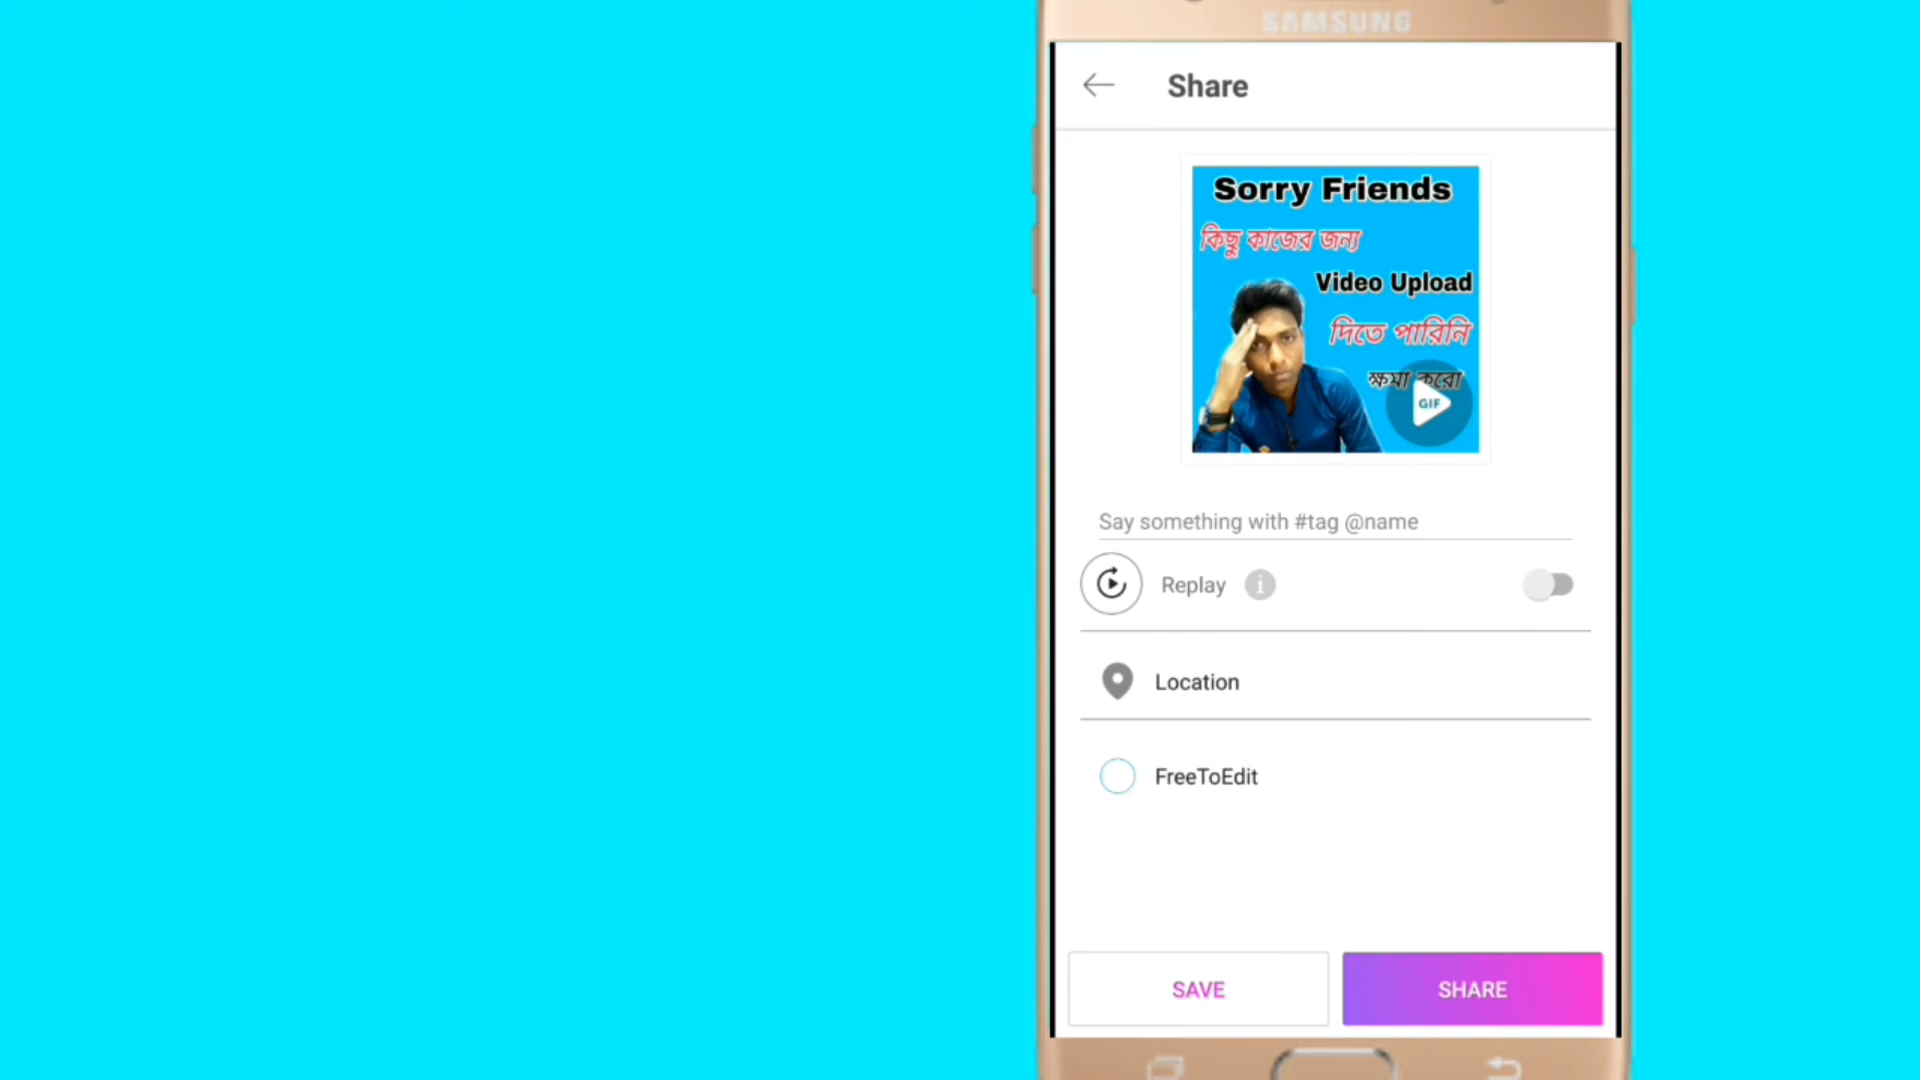 SAMSUNG
Share
Sorry Friends
কিছু কাজের জন্য
Video Upload
দিতে পারিনি
ক্ষমা করো
GIF
Say something with #tag @name
Replay
Location
FreeToEdit
SAVE
SHARE